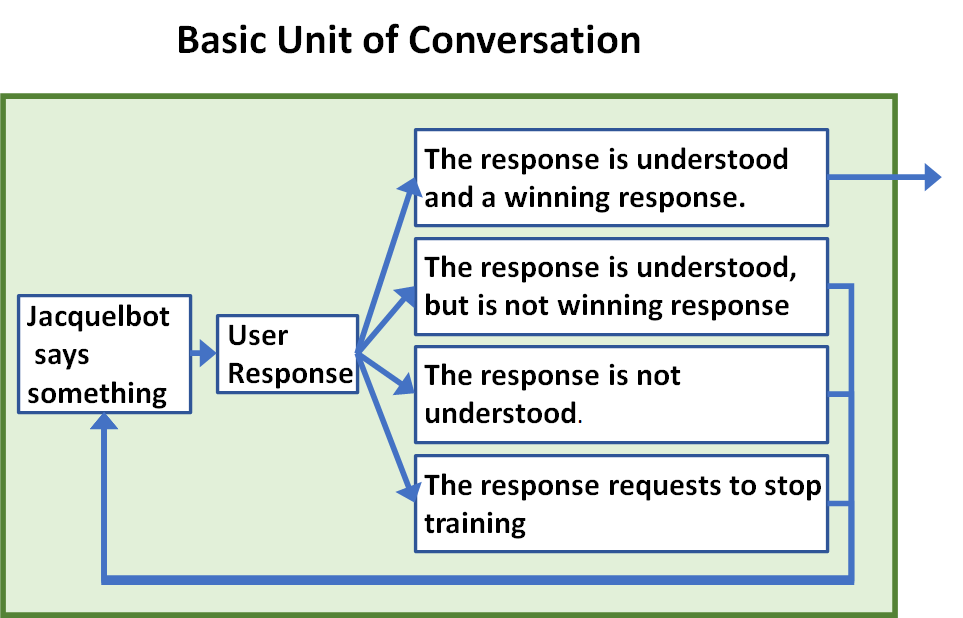 Basic Unit of Conversation
The response is understood
and a winning response.
The response is understood,
but is not winning response
Jacquelbot
says
something
User
Response
The response is not
understood.
The response requests to stop
training